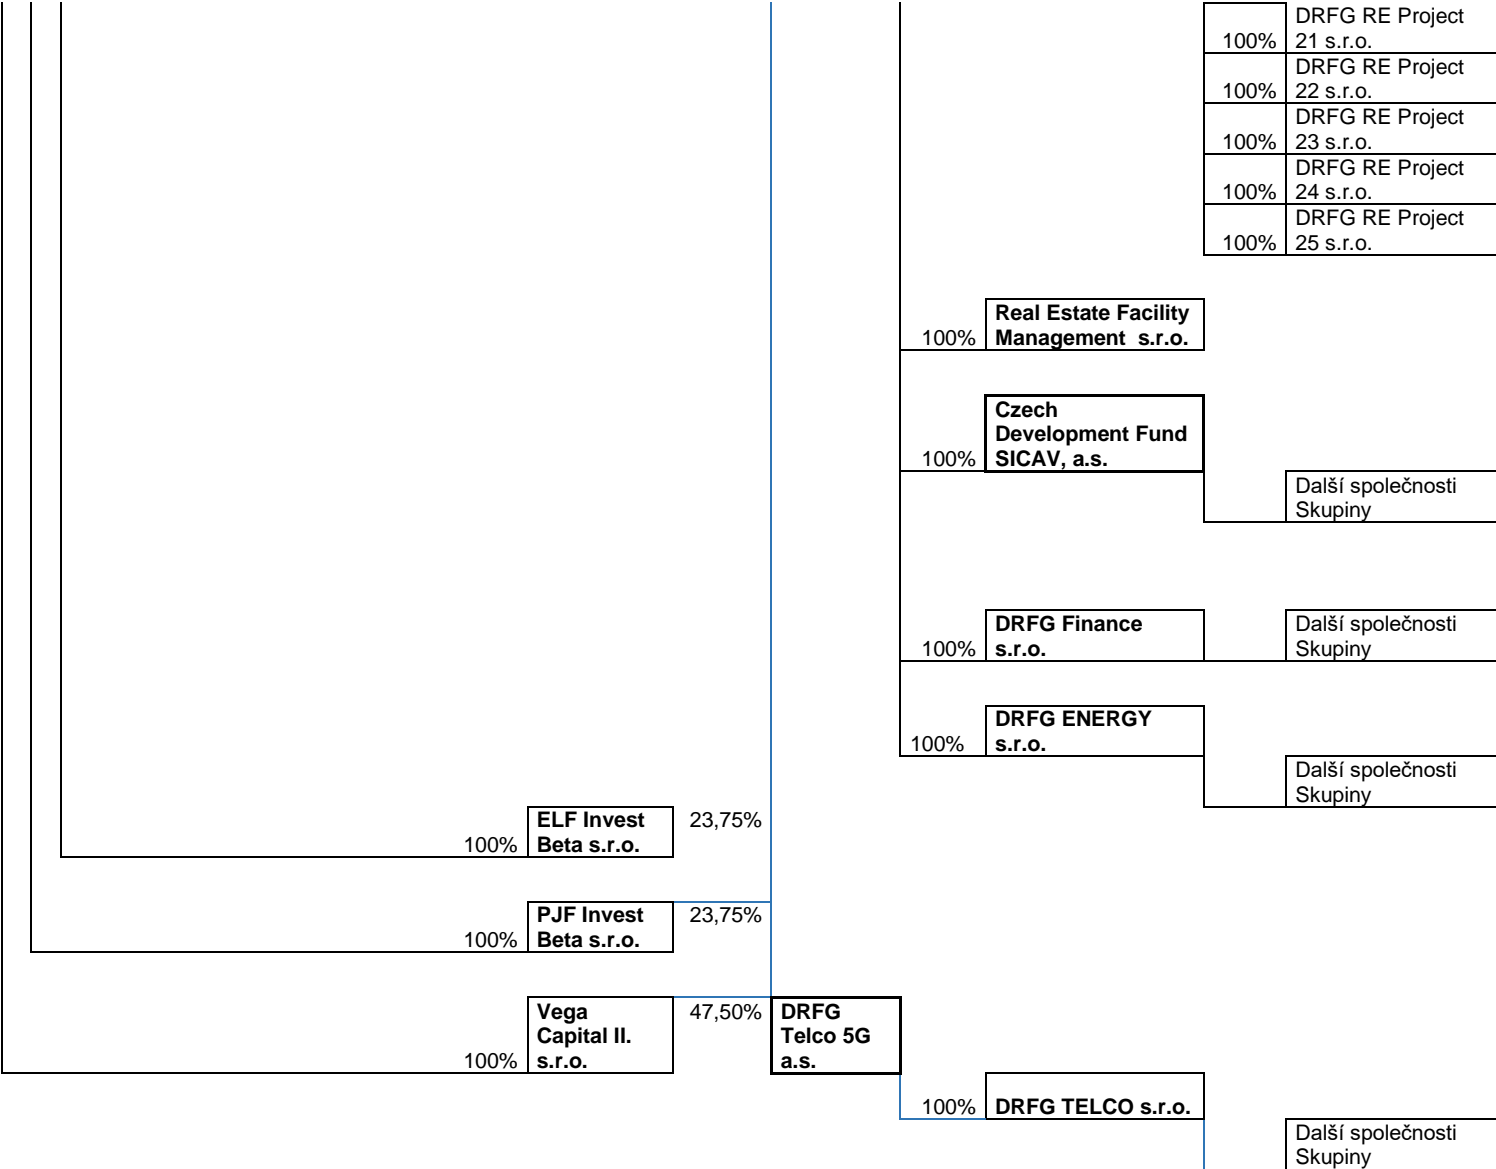 DRFG RE Project
100% 21 s.r.o.
DRFG RE Project
100% 22 s.r.o.
DRFG RE Project
100% 23 s.r.o.
DRFG RE Project
100% 24 s.r.o.
DRFG RE Project
100% 25 s.r.o.
Real Estate Facility
100% Management s.r.o.
Czech
Development Fund
100% SICAV, a.s.
Další společnosti
Skupiny
DRFG Finance
100% s.r.o.
Další společnosti
Skupiny
DRFG ENERGY
100% s.r.o.
Další společnosti
Skupiny
ELF Invest 23,75%
100% Beta s.r.o.
PJF Invest 23,75%
100% Beta s.r.o.
Vega
Capital II.
100% s.r.o.
47,50%
DRFG
Telco 5G
a.s.
100% DRFG TELCO s.r.o.
Další společnosti
Skupiny